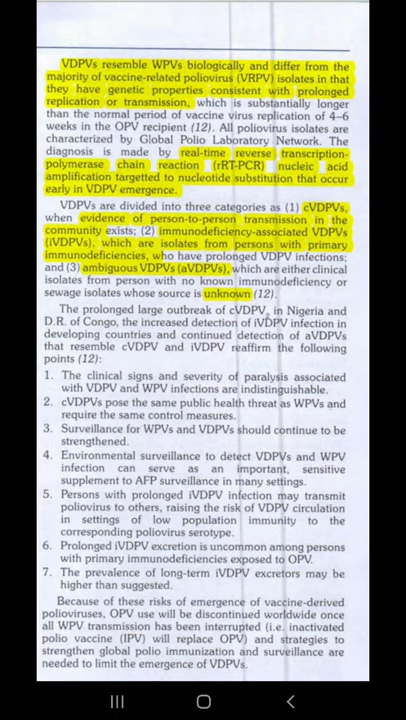 VDPVs resemble WPVs biologically and differ from the
majority of vaccine-related poliovirus (VRPV) isolates in that
they have genetic properties consistent with prolonged
replication or transmission, which is substantially longer
than the normal period of vaccine virus replication of 4–6
weeks in the OPV recipient (12). All poliovirus isolates are
characterized by Global Polio Laboratory Network. The
diagnosis is made by real-time reverse transcription-
polymerase chain reaction (rRT-PCR) nucleic acid
amplification targetted to nucleotide substitution that occur
early in VDPV emergence.
VDPVs are divided into three categories as (1) cVDPVs,
when evidence of person-to-person transmission in the
community exists; (2) immunodeficiency-associated VDPVs
(iVDPVs), which are isolates from persons with primary
immunodeficiencies, who have prolonged VDPV infections;
and (3) ambiguous VDPVs (aVDPVs), which are either clinical
isolates from person with no known immunodeficiency or
sewage isolates whose source is unknown (12).
The prolonged large outbreak of cVDPV, in Nigeria and
D.R. of Congo, the increased detection of iVDPV infection in
developing countries and continued detection of aVDPVs
that resemble cVDPV and iVDPV reaffirm the following
points (12):
1. The clinical signs and severity of paralysis associated
with VDPV and WPV infections are indistinguishable.
2. cVDPVs pose the same public health threat as WPVs and
require the same control measures.
3. Surveillance for WPVs and VDPVs should continue to be
strengthened.
4. Environmental surveillance to detect VDPVs and WPV
infection can serve as an important, sensitive
supplement to AFP surveillance in many settings.
5. Persons with prolonged iVDPV infection may transmit
poliovirus to others, raising the risk of VDPV circulation
in settings of low population immunity to the
corresponding poliovirus serotype.
6. Prolonged iVDPV excretion is uncommon among persons
with primary immunodeficiencies exposed to OPV.
7. The prevalence of long-term iVDPV excretors may be
higher than suggested.
Because of these risks of emergence of vaccine-derived
polioviruses, OPV use will be discontinued worldwide once
all WPV transmission has been interrupted (i.e. inactivated
polio vaccine (IPV) will replace OPV) and strategies to
strengthen global polio immunization and surveillance are
needed to limit the emergence of VDPVs.